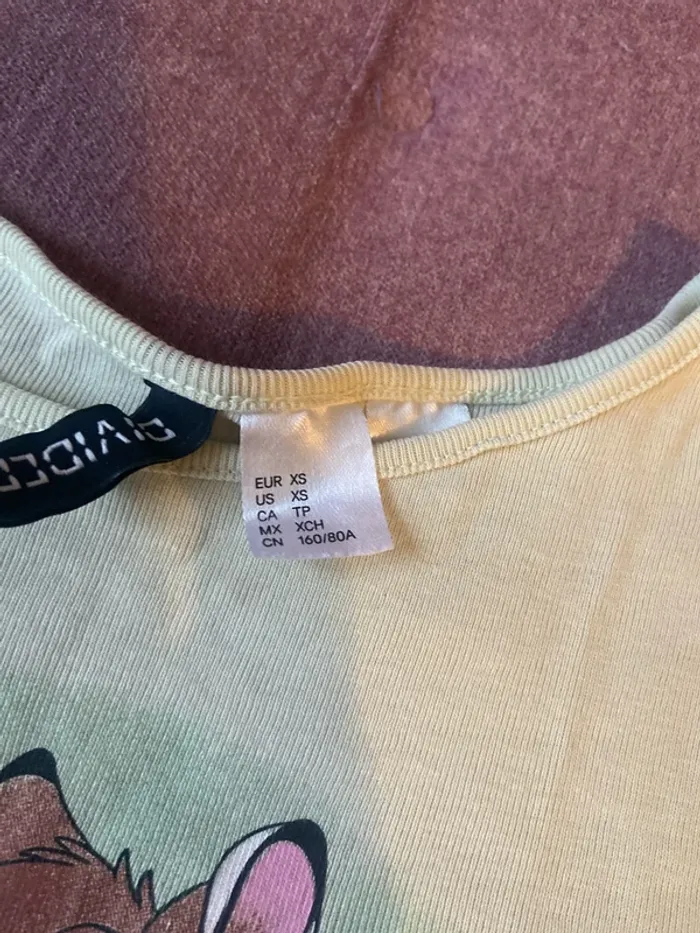 EUR XS
US XS
CA TP
MX XCH
CN 160/80A